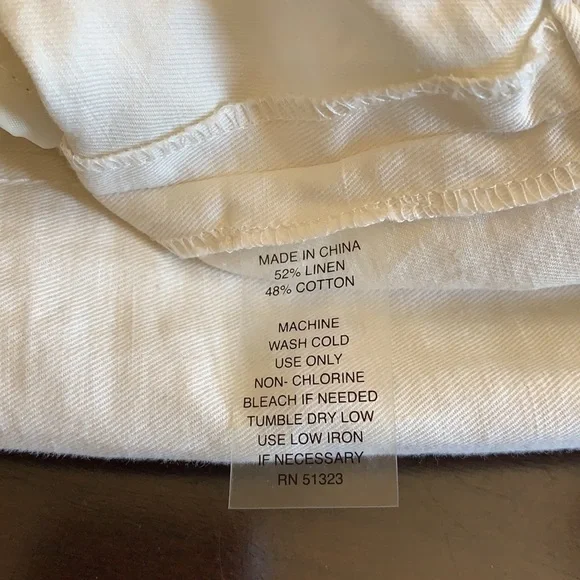 MADE IN CHINA
52% LINEN
48% COTTON
MACHINE
WASH COLD
USE ONLY
NON- CHLORINE
BLEACH IF NEEDED
TUMBLE DRY LOW
USE LOW IRON
IF NECESSARY
RN 51323